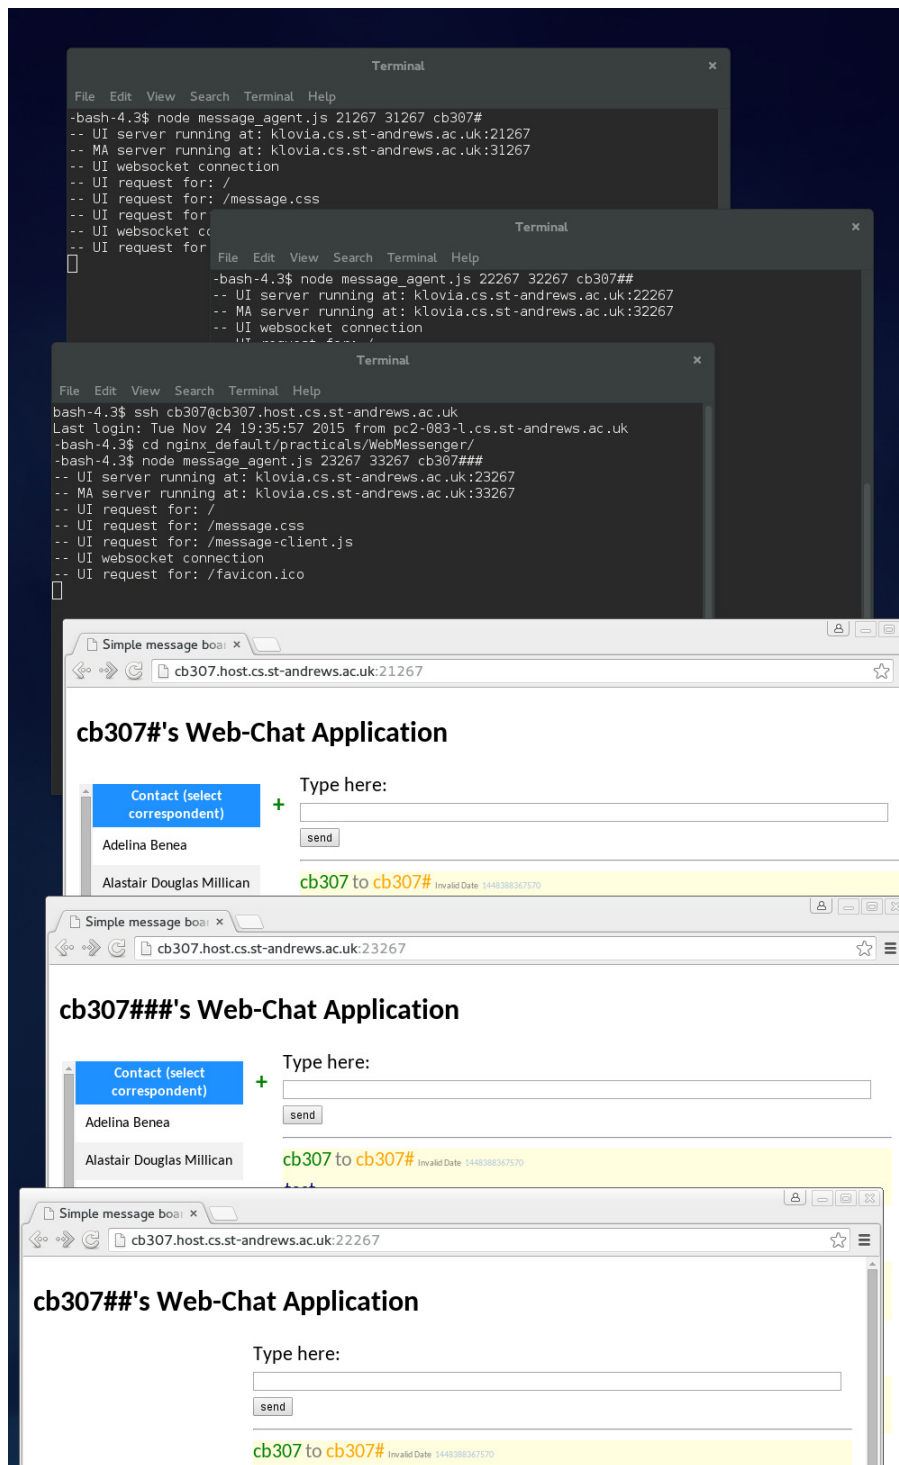 Terminal ×
File Edit View Search Terminal Help
-bash-4.3$ node message_agent.js 21267 31267 cb307#
-- UI server running at: klovia.cs.st-andrews.ac.uk:21267
-- MA server running at: klovia.cs.st-andrews.ac.uk:31267
-- UI websocket connection
-- UI request for: /
-- UI request for: /message.css
-- UI request for
-- UI websocket cc
-- UI request for
Terminal ×
File Edit View Search Terminal Help
-bash-4.3$ node message_agent.js 22267 32267 cb307##
-- UI server running at: klovia.cs.st-andrews.ac.uk:22267
-- MA server running at: klovia.cs.st-andrews.ac.uk:32267
-- UI websocket connection
-- UI request for: /
Terminal ×
File Edit View Search Terminal Help
bash-4.3$ ssh cb307@cb307.host.cs.st-andrews.ac.uk
Last login: Tue Nov 24 19:35:57 2015 from pc2-083-l.cs.st-andrews.ac.uk
-bash-4.3$ cd nginx_default/practicals/WebMessenger/
-bash-4.3$ node message_agent.js 23267 33267 cb307###
-- UI server running at: klovia.cs.st-andrews.ac.uk:23267
-- MA server running at: klovia.cs.st-andrews.ac.uk:33267
-- UI request for: /
-- UI request for: /message.css
-- UI request for: /message-client.js
-- UI websocket connection
-- UI request for: /favicon.ico
Simple message boa ×
cb307.host.cs.st-andrews.ac.uk:21267
cb307#'s Web-Chat Application
Type here:
Contact (select
correspondent)
+
send
Adelina Benea
Alastair Douglas Millican
cb307 to cb307# Invalid Date 1448388367570
Simple message boa ×
cb307.host.cs.st-andrews.ac.uk:23267
cb307###'s Web-Chat Application
Type here:
Contact (select
correspondent)
+
send
Adelina Benea
Alastair Douglas Millican
cb307 to cb307# Invalid Date 1448388367570
test
Simple message boa ×
cb307.host.cs.st-andrews.ac.uk:22267
cb307##'s Web-Chat Application
Type here:
send
cb307 to cb307# Invalid Date 1448388367570